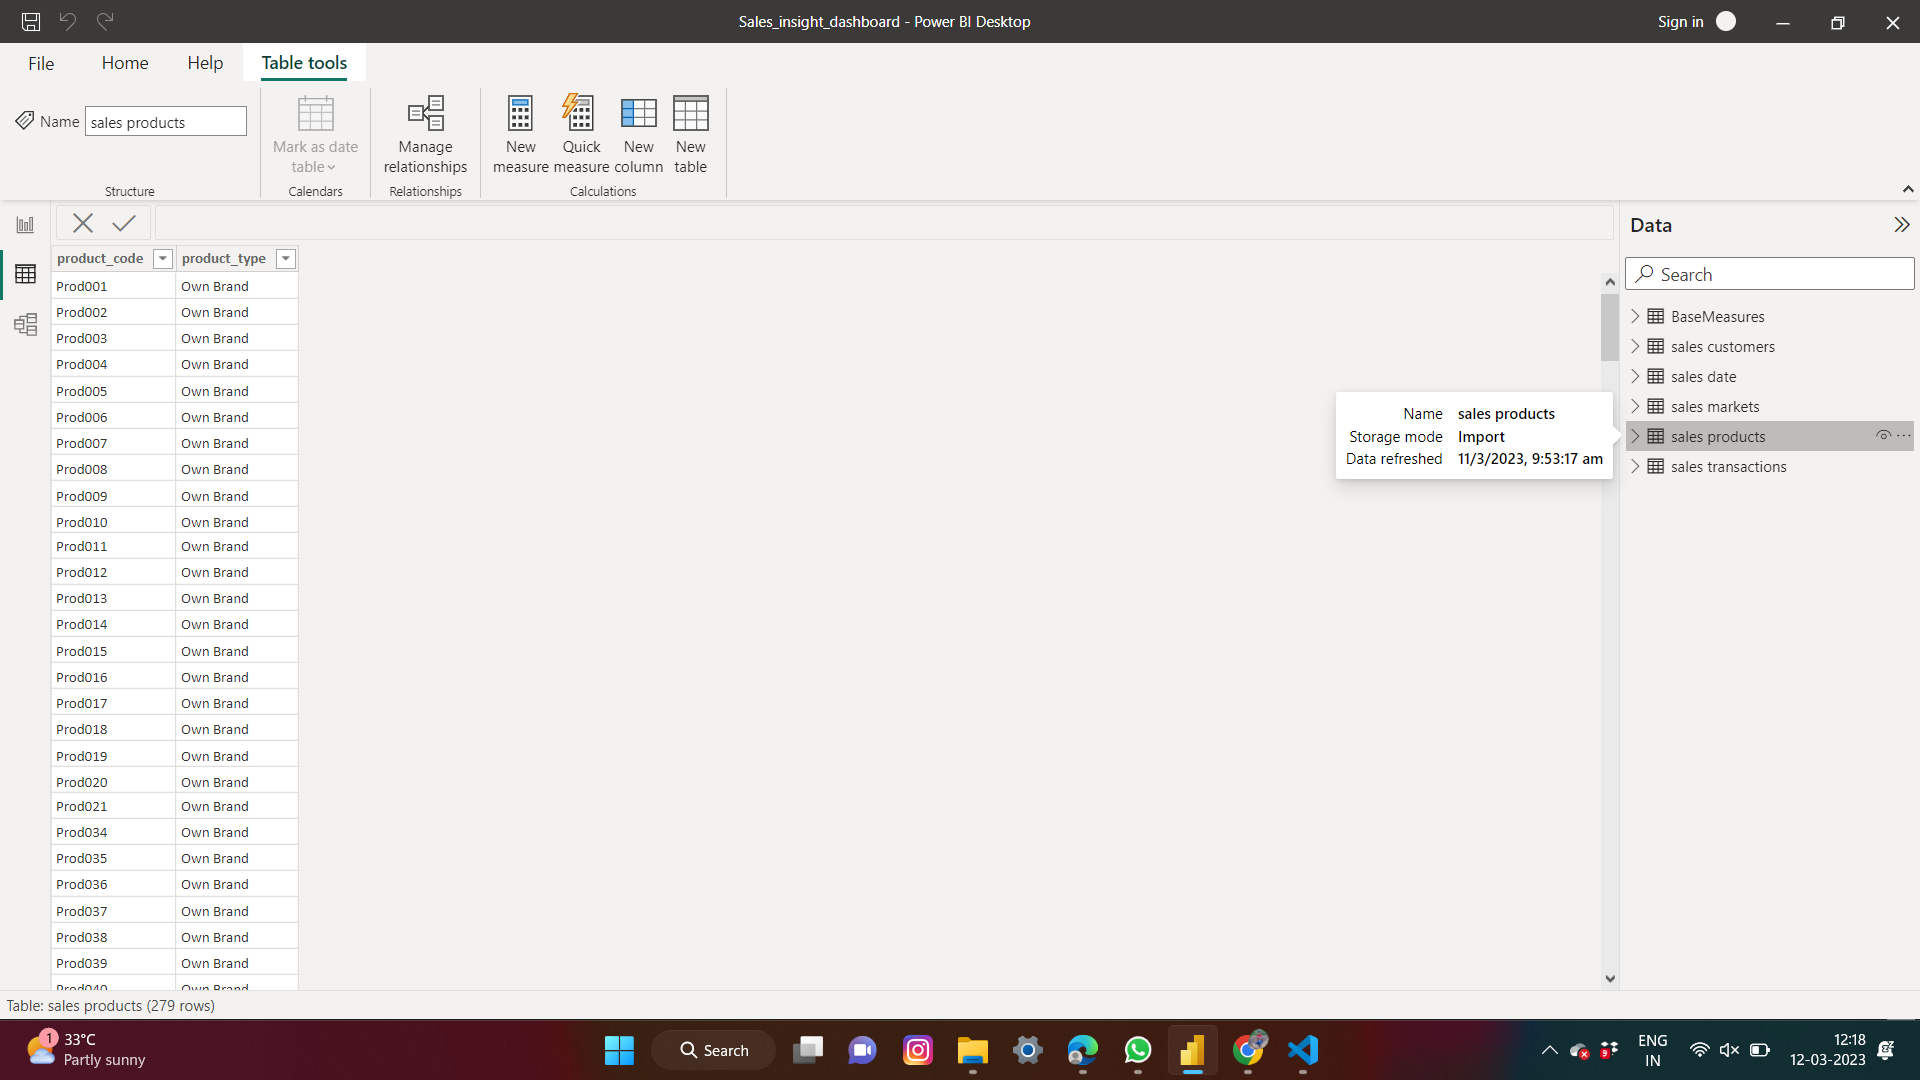 Sales_insight_dashboard - Power BI Desktop
Sign in
File Home Help Table tools
Name sales products
Structure
Mark as date
table
Calendars
Manage
relationships
Relationships
New
measure
Quick
measure
New
column
New
table
Calculations
product_code product_type
Prod001 Own Brand
Prod002 Own Brand
Prod003 Own Brand
Prod004 Own Brand
Prod005 Own Brand
Prod006 Own Brand
Prod007 Own Brand
Prod008 Own Brand
Prod009 Own Brand
Prod010 Own Brand
Prod011 Own Brand
Prod012 Own Brand
Prod013 Own Brand
Prod014 Own Brand
Prod015 Own Brand
Prod016 Own Brand
Prod017 Own Brand
Prod018 Own Brand
Prod019 Own Brand
Prod020 Own Brand
Prod021 Own Brand
Prod034 Own Brand
Prod035 Own Brand
Prod036 Own Brand
Prod037 Own Brand
Prod038 Own Brand
Prod039 Own Brand
Prod040 Own Brand
Name sales products
Storage mode Import
Data refreshed 11/3/2023, 9:53:17 am
Data
Search
BaseMeasures
sales customers
sales date
sales markets
sales products
sales transactions
Table: sales products (279 rows)
1
33°C
Partly sunny
Search
9
ENG
IN
12:18
12-03-2023